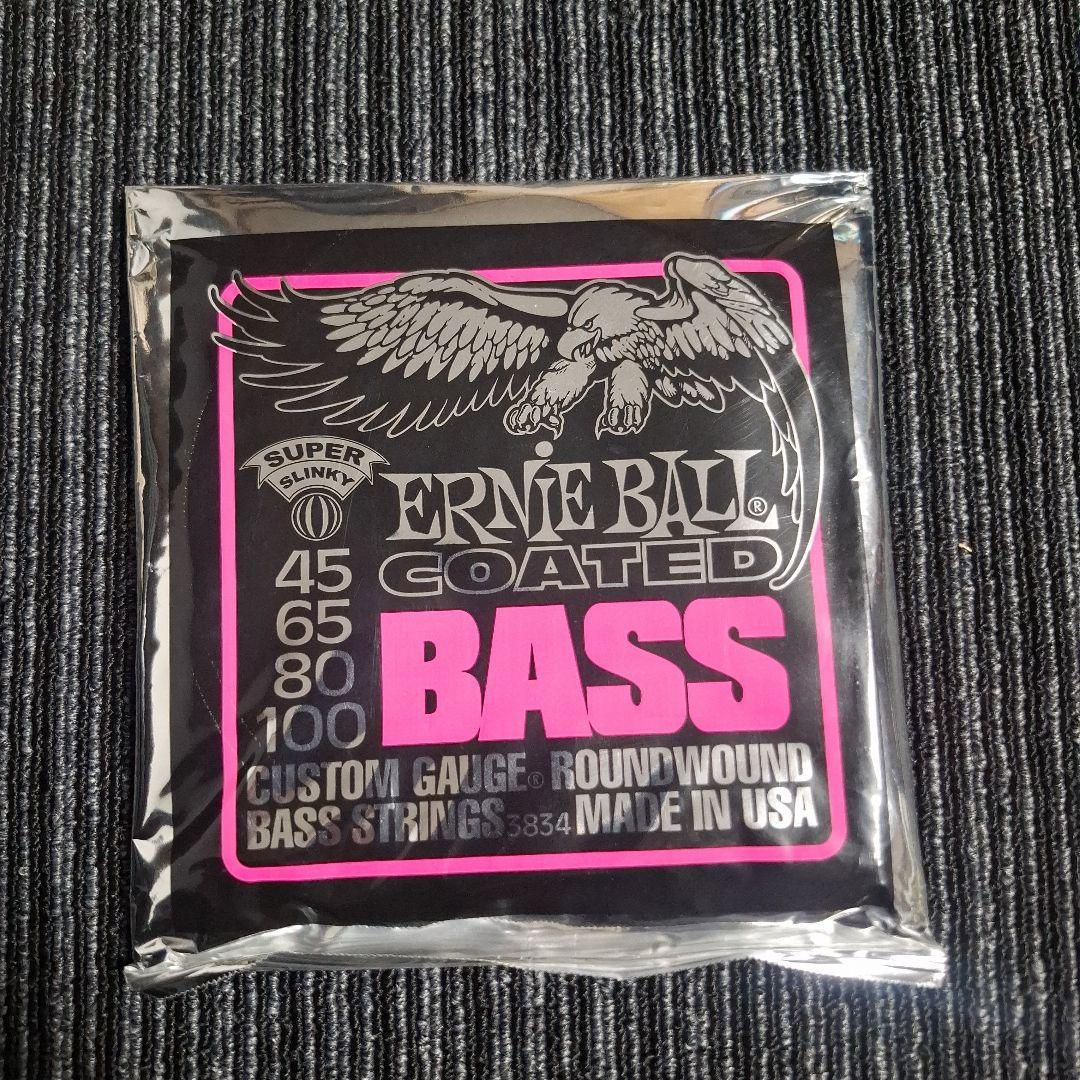 SUPER
SLINKY
ERNiE BALL®
COATED
45
65
80
100
BASS
CUSTOM GAUGE® ROUNDWOUND
BASS STRINGS 3834 MADE IN USA